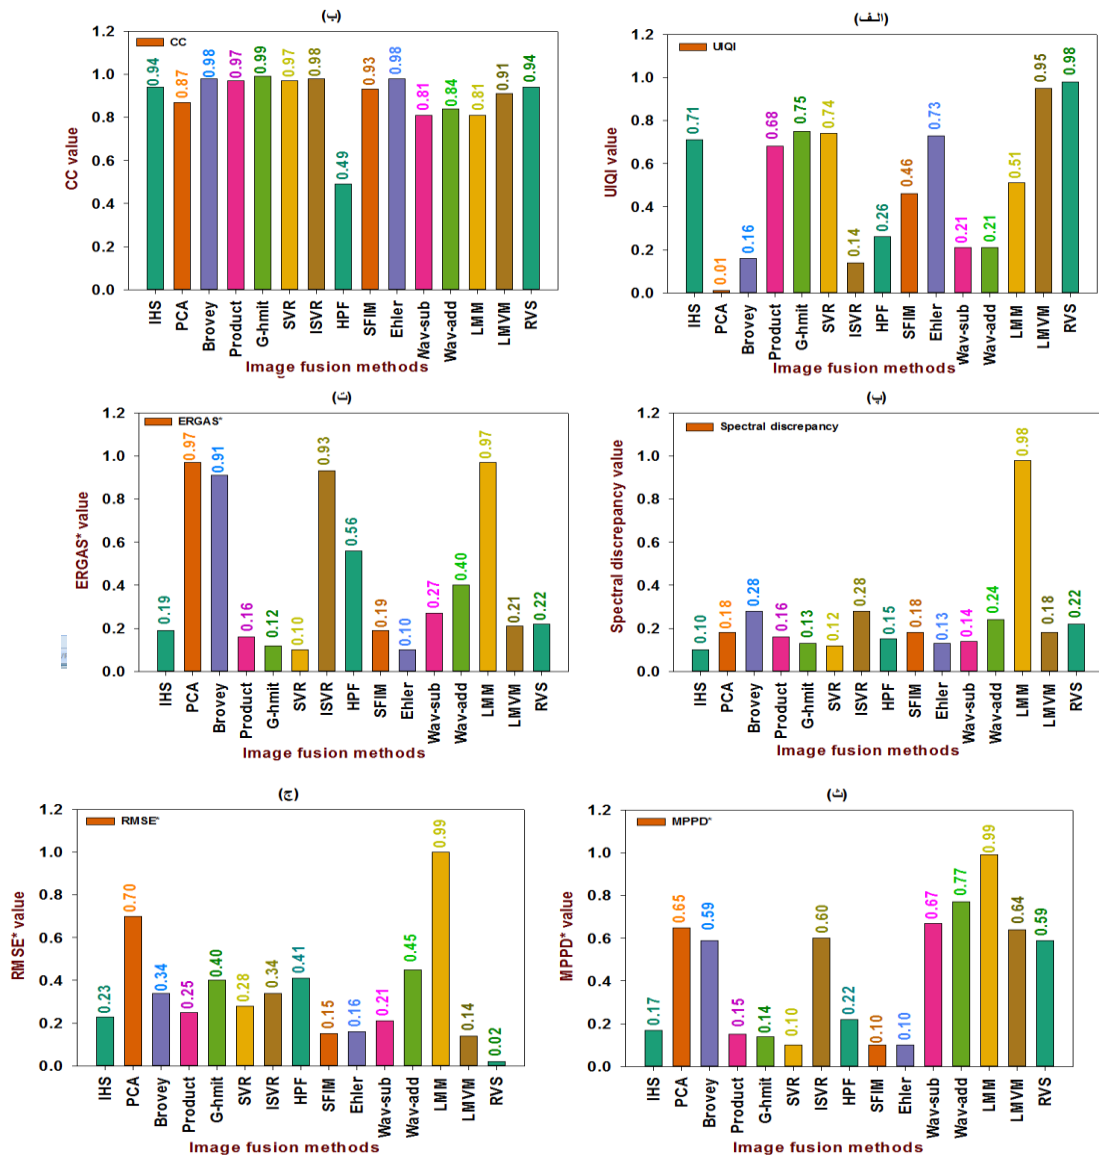 (ب)
CC
CC value
1.2
1.0
0.8
0.6
0.4
0.2
0.0
0.94
0.87
0.98
0.97
0.99
0.97
0.98
0.49
0.93
0.98
0.81
0.84
0.81
0.91
0.94
IHS
PCA
Brovey
Product
G-hmit
SVR
ISVR
HPF
SFIM
Ehler
Wav-sub
Wav-add
LMM
LMVM
RVS
Image fusion methods
(الف)
UIQI
UIQI value
1.2
1.0
0.8
0.6
0.4
0.2
0.0
0.71
0.01
0.16
0.68
0.75
0.74
0.14
0.26
0.46
0.73
0.21
0.21
0.51
0.95
0.98
IHS
PCA
Brovey
Product
G-hmit
SVR
ISVR
HPF
SFIM
Ehler
Wav-sub
Wav-add
LMM
LMVM
RVS
Image fusion methods
(ت)
ERGAS*
ERGAS* value
1.2
1.0
0.8
0.6
0.4
0.2
0.0
0.19
0.97
0.91
0.16
0.12
0.10
0.93
0.56
0.19
0.10
0.27
0.40
0.97
0.21
0.22
IHS
PCA
Brovey
Product
G-hmit
SVR
ISVR
HPF
SFIM
Ehler
Wav-sub
Wav-add
LMM
LMVM
RVS
Image fusion methods
(پ)
Spectral discrepancy
Spectral discrepancy value
1.2
1.0
0.8
0.6
0.4
0.2
0.0
0.10
0.18
0.28
0.16
0.13
0.12
0.28
0.15
0.18
0.13
0.14
0.24
0.98
0.18
0.22
IHS
PCA
Brovey
Product
G-hmit
SVR
ISVR
HPF
SFIM
Ehler
Wav-sub
Wav-add
LMM
LMVM
RVS
Image fusion methods
(ج)
RMSE*
RMSE* value
1.2
1.0
0.8
0.6
0.4
0.2
0.0
0.23
0.70
0.34
0.25
0.40
0.28
0.34
0.41
0.15
0.16
0.21
0.45
0.99
0.14
0.02
IHS
PCA
Brovey
Product
G-hmit
SVR
ISVR
HPF
SFIM
Ehler
Wav-sub
Wav-add
LMM
LMVM
RVS
Image fusion methods
(ث)
MPPD*
MPPD* value
1.2
1.0
0.8
0.6
0.4
0.2
0.0
0.17
0.65
0.59
0.15
0.14
0.10
0.60
0.22
0.10
0.10
0.67
0.77
0.99
0.64
0.59
IHS
PCA
Brovey
Product
G-hmit
SVR
ISVR
HPF
SFIM
Ehler
Wav-sub
Wav-add
LMM
LMVM
RVS
Image fusion methods